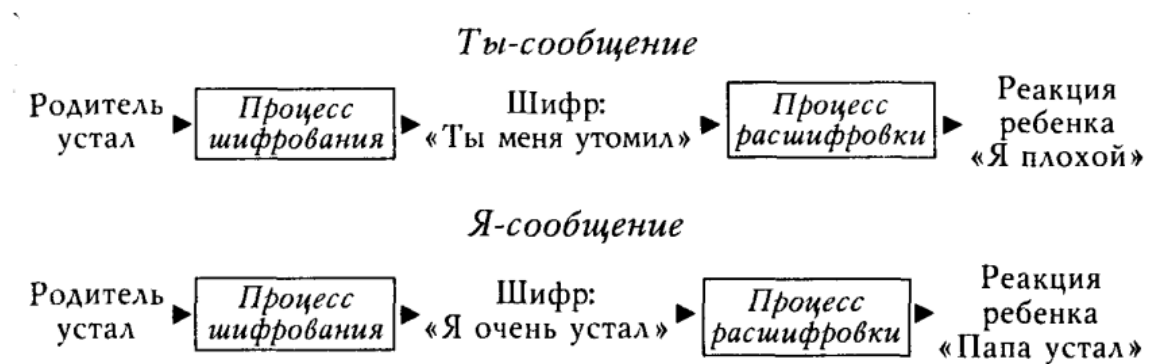 Ты-сообщение
Родитель
устал
Процесс
шифрования
Шифр:
«Ты меня утомил»
Процесс
расшифровки
Реакция
ребенка
«Я плохой»
Я-сообщение
Родитель
устал
Процесс
шифрования
Шифр:
«Я очень устал»
Процесс
расшифровки
Реакция
ребенка
«Папа устал»